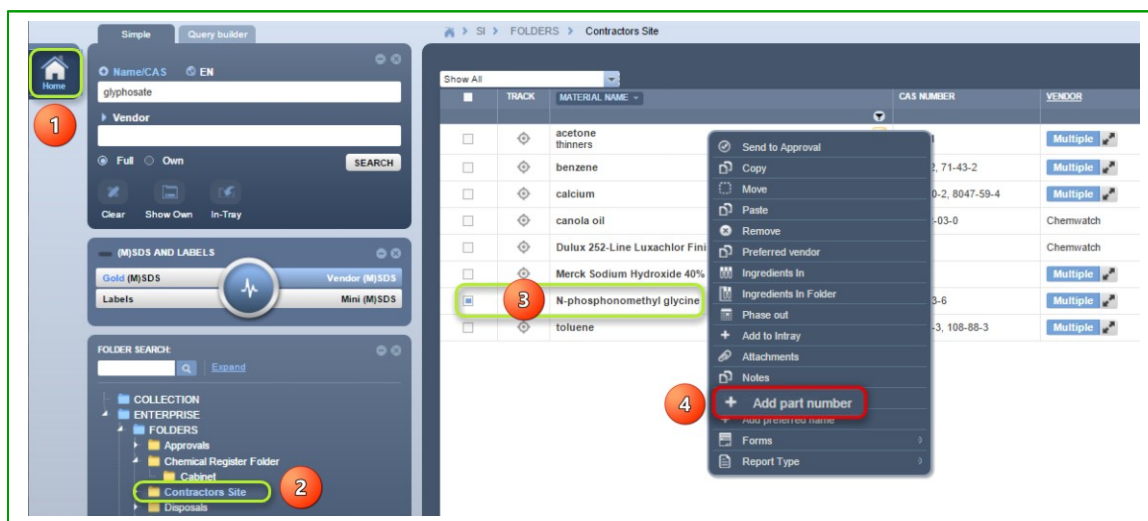 Simple
Query builder
SI > FOLDERS > Contractors Site
Home
Name/CAS
EN
glyphosate
Vendor
Full
Own
SEARCH
Clear
Show Own
In-Tray
1
(M)SDS AND LABELS
Gold (M)SDS
Vendor (M)SDS
Labels
Mini (M)SDS
FOLDER SEARCH:
Expand
COLLECTION
ENTERPRISE
FOLDERS
Approvals
Chemical Register Folder
Cabinet
Contractors Site
2
Disposals
Show All
TRACK
MATERIAL NAME
CAS NUMBER
VENDOR
acetone
thinners
Multiple
benzene
2, 71-43-2
Multiple
calcium
0-2, 8047-59-4
Multiple
canola oil
-03-0
Chemwatch
Dulux 252-Line Luxachlor Fini
Chemwatch
Merck Sodium Hydroxide 40%
Multiple
3
N-phosphonomethyl glycine
3-6
Multiple
toluene
-3, 108-88-3
Multiple
Send to Approval
Copy
Move
Paste
Remove
Preferred vendor
Ingredients In
Ingredients In Folder
Phase out
Add to Intray
Attachments
Notes
4
Add part number
Add preferred name
Forms
Report Type